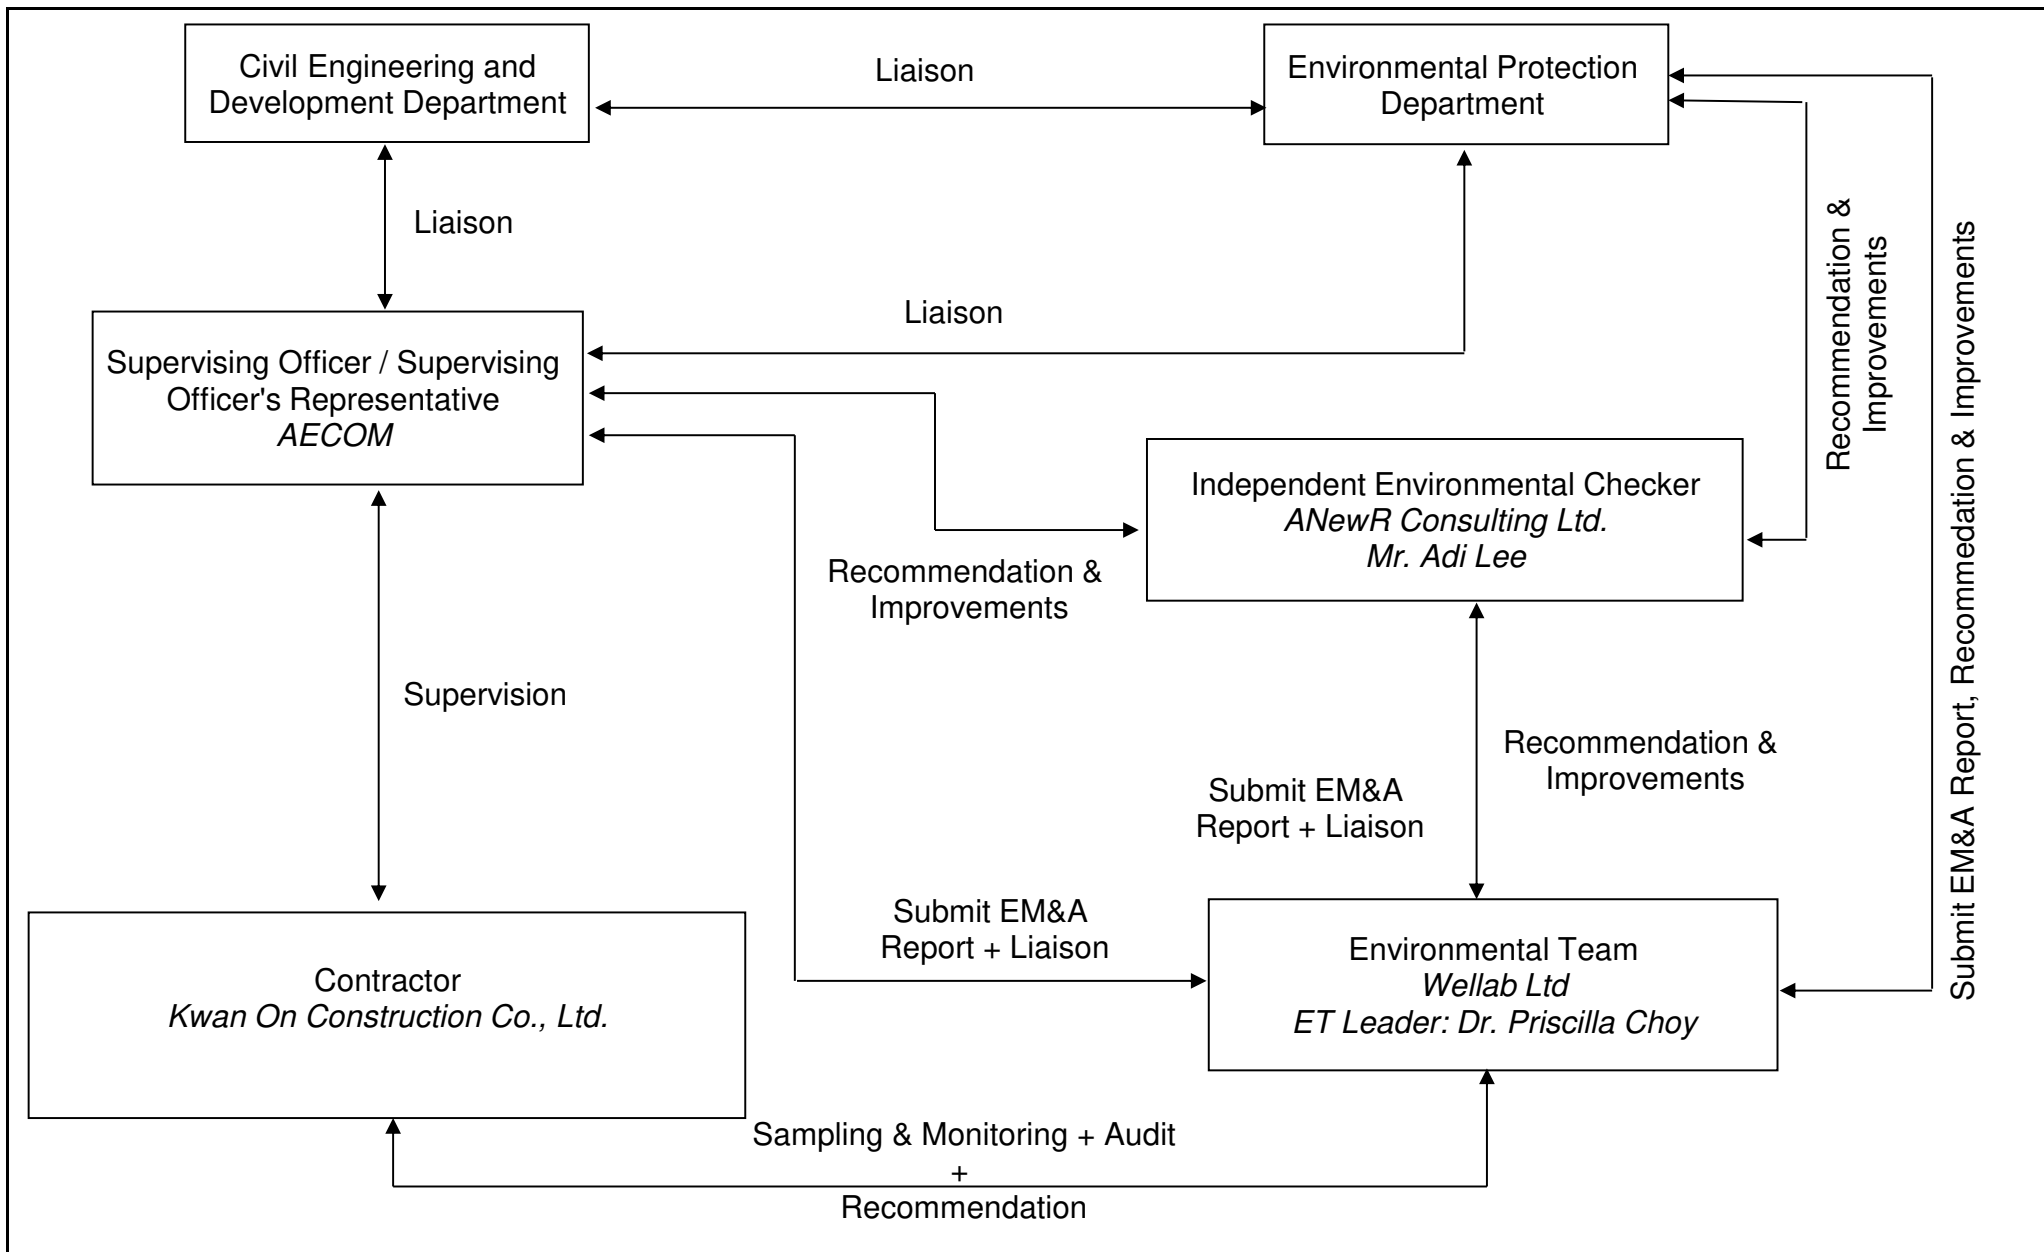 Civil Engineering and
Development Department
Liaison
Environmental Protection
Department
Liaison
Liaison
Recommendation &
Improvements
Submit EM&A Report, Recommedation & Improvements
Supervising Officer / Supervising
Officer's Representative
AECOM
Independent Environmental Checker
ANewR Consulting Ltd.
Mr. Adi Lee
Recommendation &
Improvements
Supervision
Recommendation &
Improvements
Submit EM&A
Report + Liaison
Submit EM&A
Report + Liaison
Contractor
Kwan On Construction Co., Ltd.
Environmental Team
Wellab Ltd
ET Leader: Dr. Priscilla Choy
Sampling & Monitoring + Audit
+
Recommendation